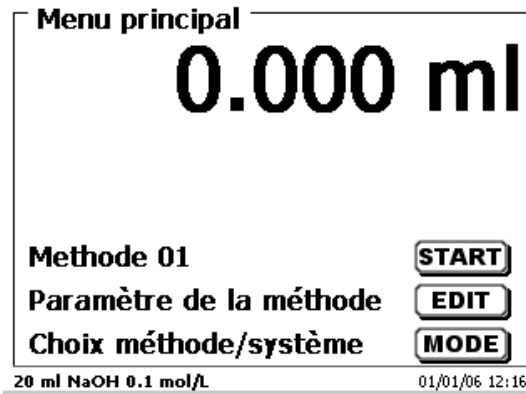 Menu principal
0.000 ml
Methode 01 START
Paramètre de la méthode EDIT
Choix méthode/système MODE
20 ml NaOH 0.1 mol/L 01/01/06 12:16